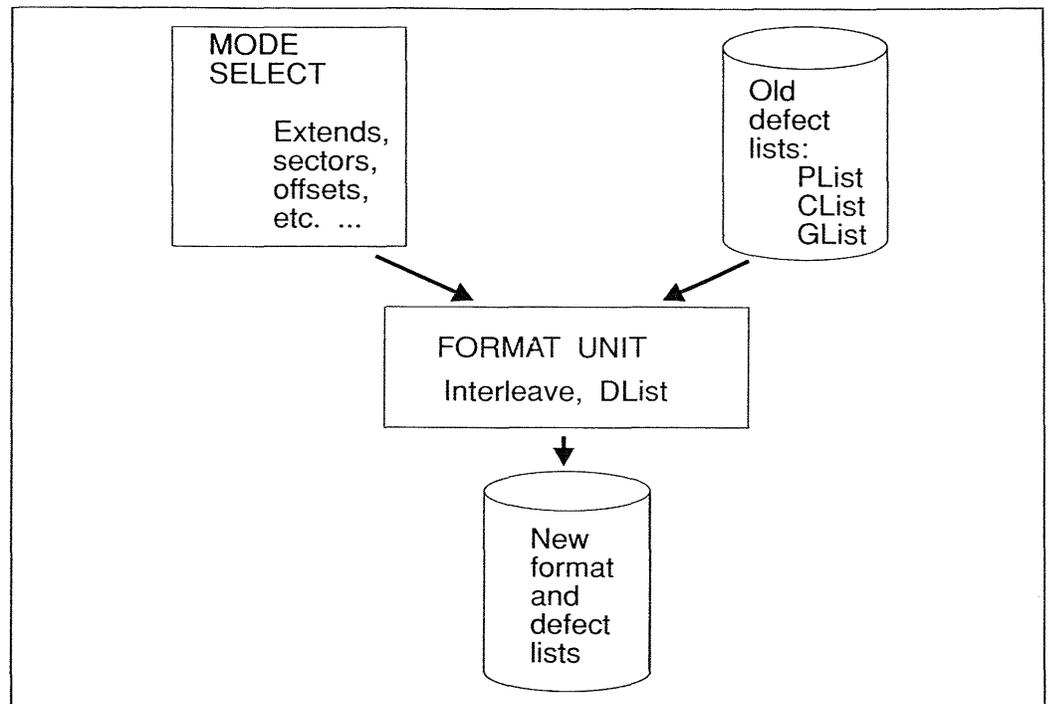 MODE
SELECT
Extends,
sectors,
offsets,
etc. ...
Old
defect
lists:
PList
CList
GList
FORMAT UNIT
Interleave, DList
New
format
and
defect
lists